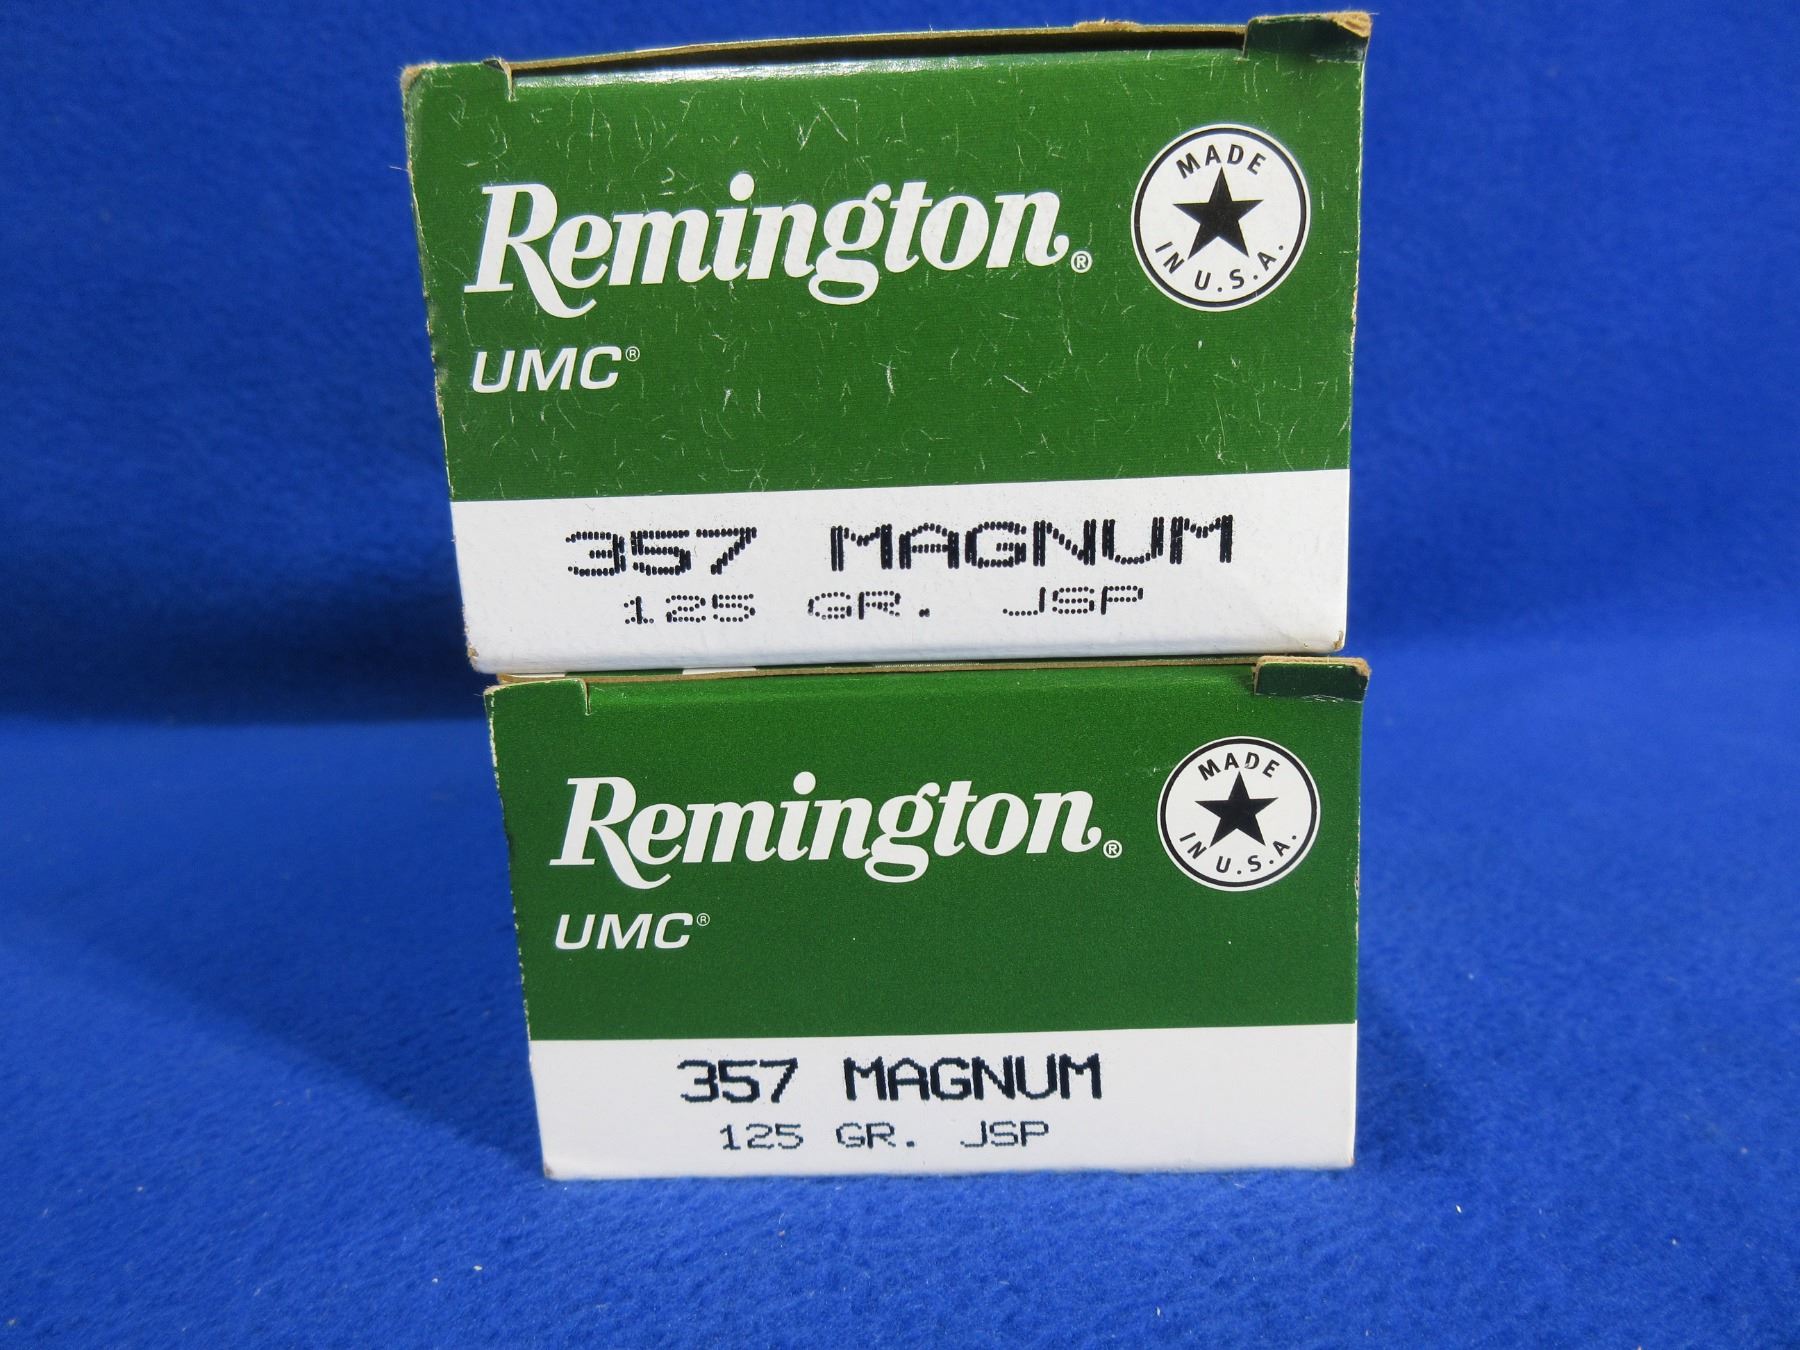 Remington®
MADE
IN U.S.A.
UMC®
357 MAGNUM
125 GR. JSP
Remington®
MADE
IN U.S.A.
UMC®
357 MAGNUM
125 GR. JSP